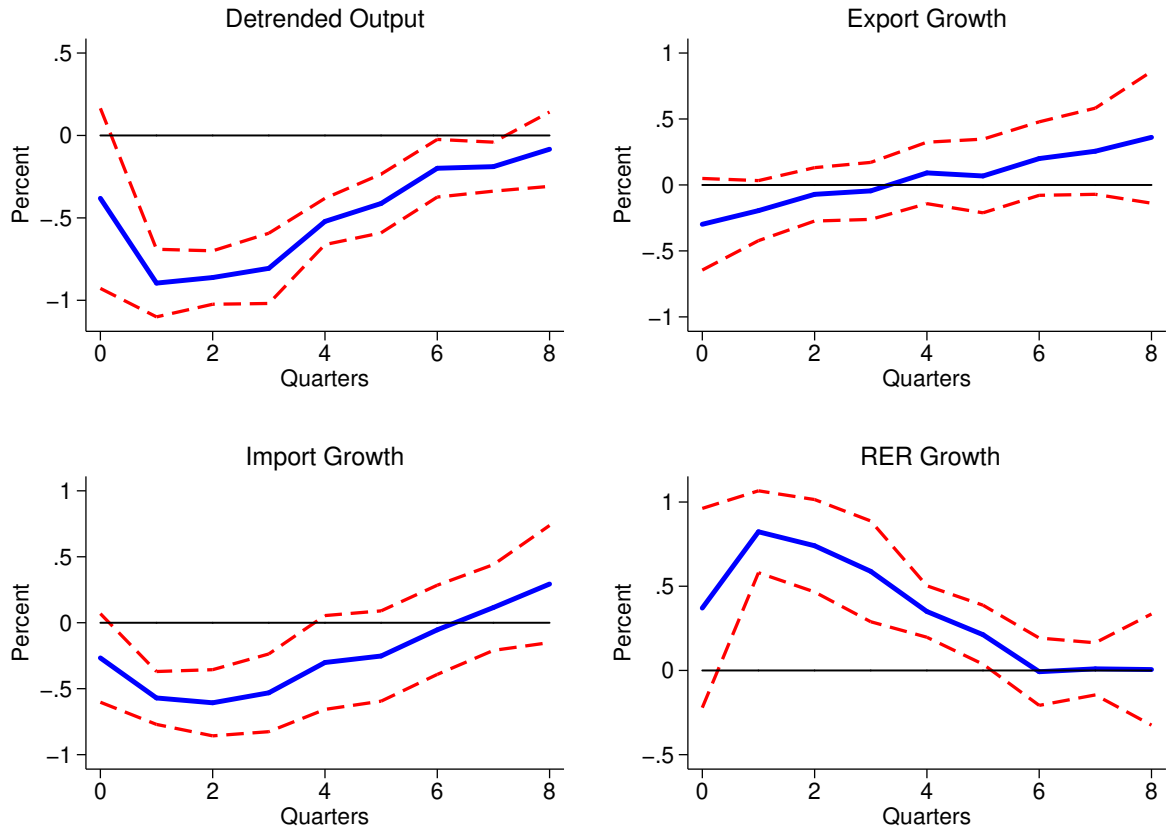 Detrended Output
.5
0
−.5
−1
Percent
0 2 4 6 8
Quarters
Export Growth
1
.5
0
−.5
−1
Percent
0 2 4 6 8
Quarters
Import Growth
1
.5
0
−.5
−1
Percent
0 2 4 6 8
Quarters
RER Growth
1
.5
0
−.5
Percent
0 2 4 6 8
Quarters